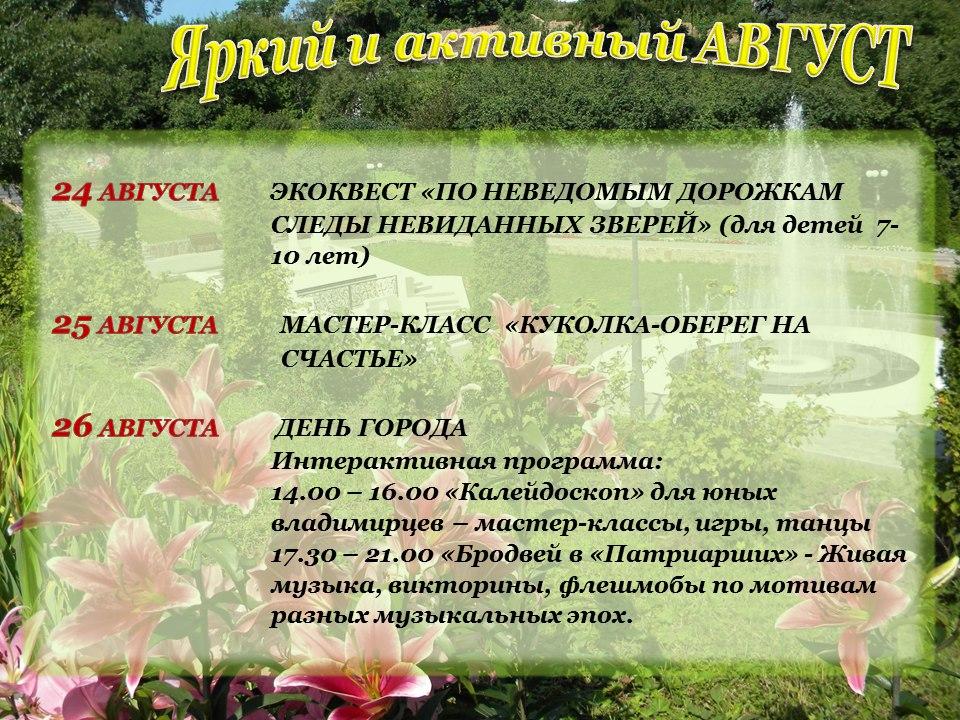 Яркий и активный АВГУСТ
24 АВГУСТА ЭКОКВЕСТ «ПО НЕВЕДОМЫМ ДОРОЖКАМ
СЛЕДЫ НЕВИДАННЫХ ЗВЕРЕЙ» (для детей 7-
10 лет)
25 АВГУСТА МАСТЕР-КЛАСС «КУКОЛКА-ОБЕРЕГ НА
СЧАСТЬЕ»
26 АВГУСТА ДЕНЬ ГОРОДА
Интерактивная программа:
14.00 – 16.00 «Калейдоскоп» для юных
владимирцев – мастер-классы, игры, танцы
17.30 – 21.00 «Бродвей в «Патриарших» - Живая
музыка, викторины, флешмобы по мотивам
разных музыкальных эпох.